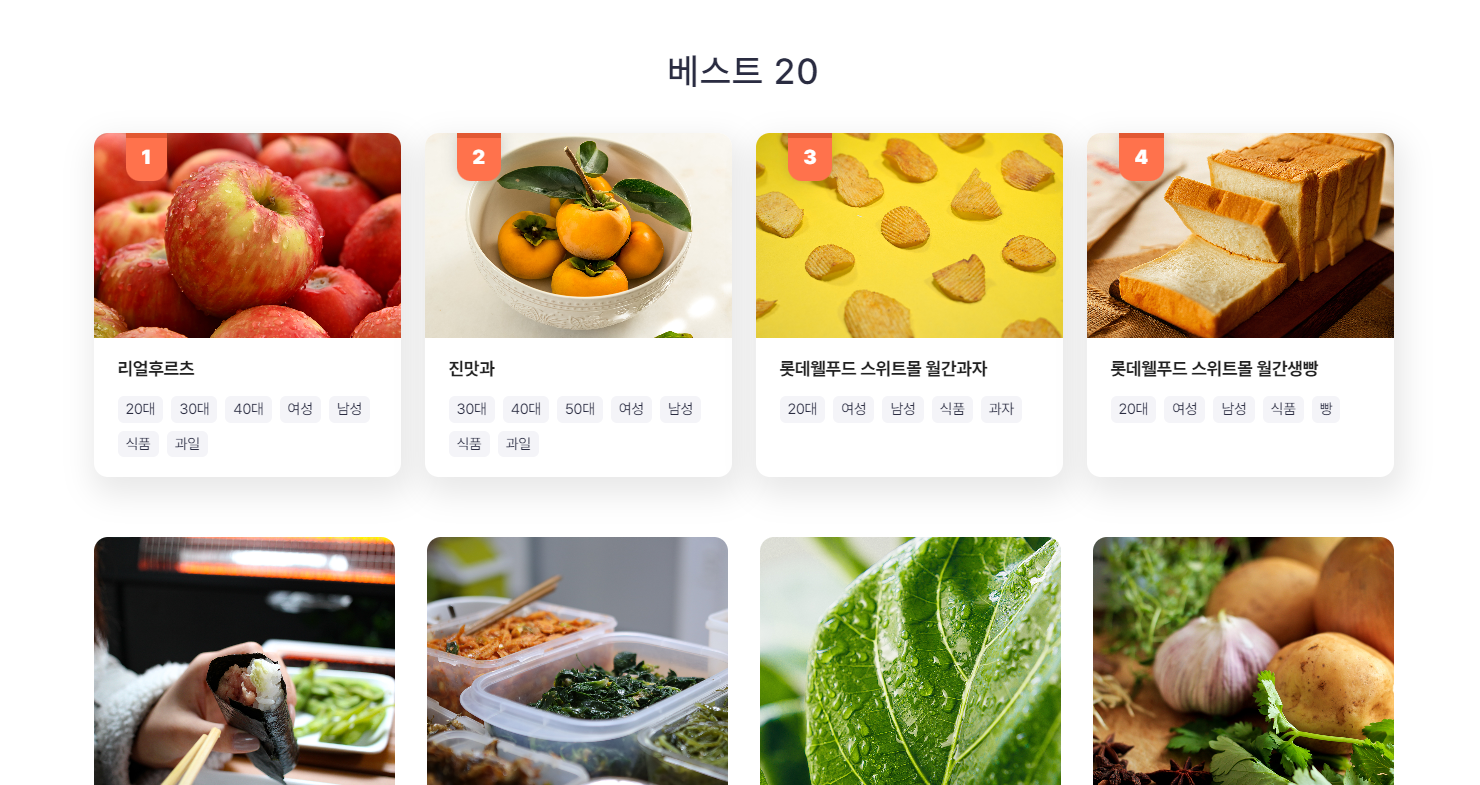 베스트 20
1
2
3
4
리얼후르츠
20대 30대 40대 여성 남성
식품 과일
진맛과
30대 40대 50대 여성 남성
식품 과일
롯데웰푸드 스위트몰 월간과자
20대 여성 남성 식품 과자
롯데웰푸드 스위트몰 월간생빵
20대 여성 남성 식품 빵